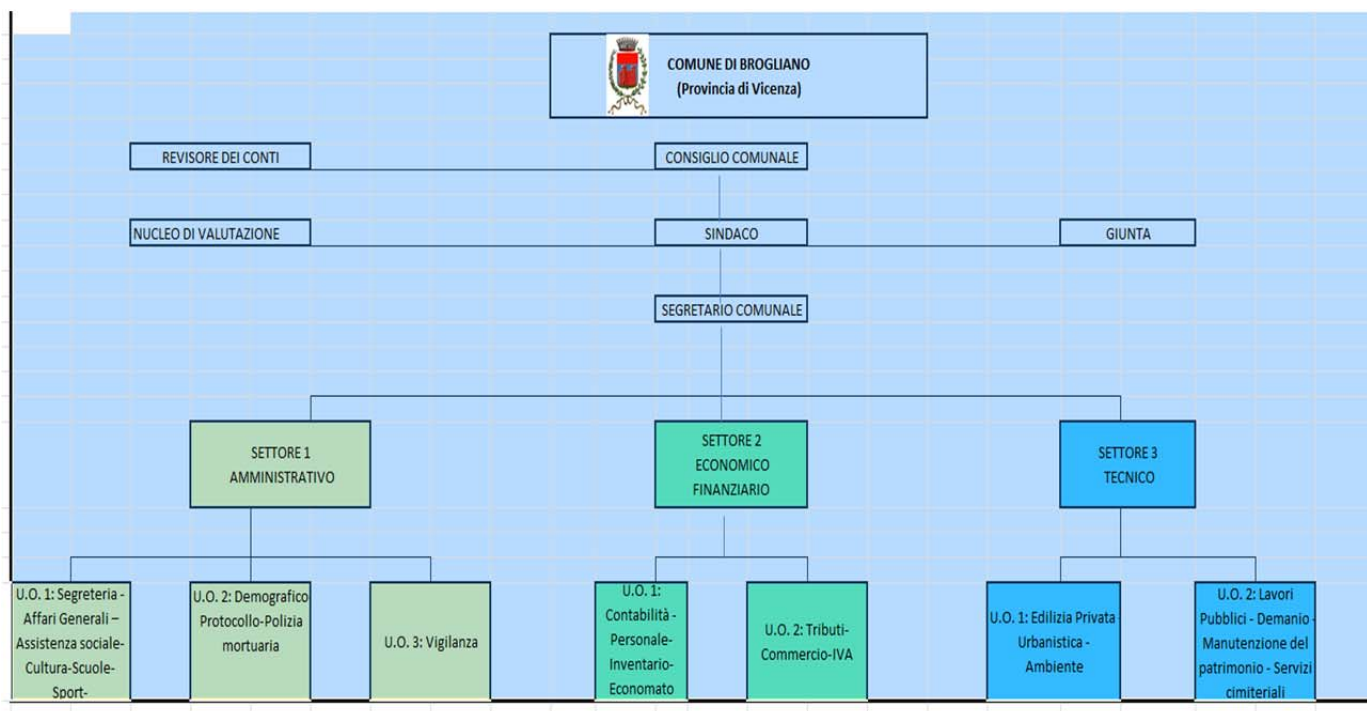 COMUNE DI BROGLIANO
(Provincia di Vicenza)
REVISORE DEI CONTI
CONSIGLIO COMUNALE
NUCLEO DI VALUTAZIONE
SINDACO
GIUNTA
SEGRETARIO COMUNALE
SETTORE 1
AMMINISTRATIVO
SETTORE 2
ECONOMICO
FINANZIARIO
SETTORE 3
TECNICO
U.O. 1: Segreteria -
Affari Generali –
Assistenza sociale-
Cultura-Scuole-
Sport-
U.O. 2: Demografico
Protocollo-Polizia
mortuaria
U.O. 3: Vigilanza
U.O. 1:
Contabilità -
Personale-
Inventario-
Economato
U.O. 2: Tributi-
Commercio-IVA
U.O. 1: Edilizia Privata -
Urbanistica -
Ambiente
U.O. 2: Lavori
Pubblici - Demanio -
Manutenzione del
patrimonio - Servizi
cimiteriali